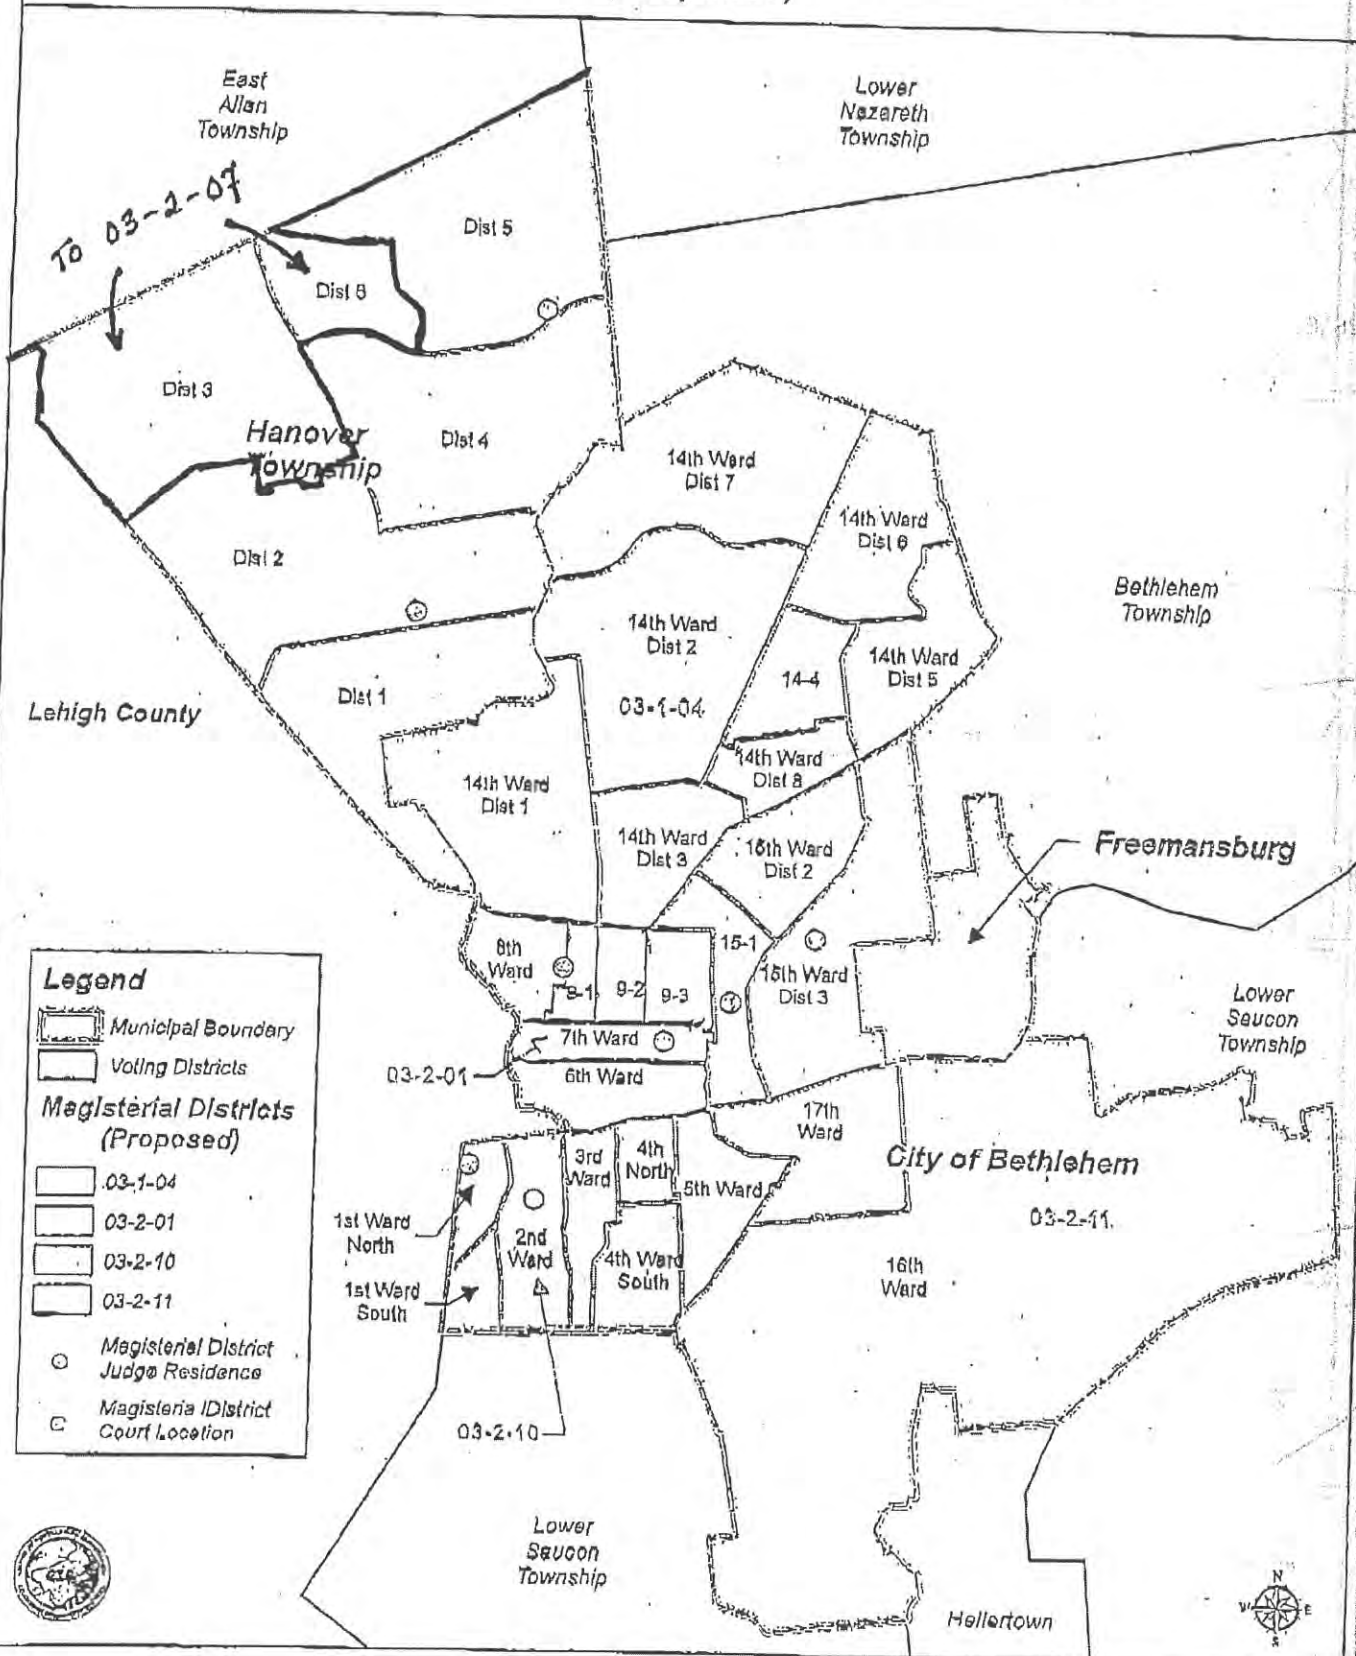 East
Allan
Township
Lower
Nazareth
Township
To 03-2-07
Dist 5
Dist 6
Dist 3
Hanover
Township
Dist 4
14th Ward
Dist 7
14th Ward
Dist 6
Dist 2
Bethlehem
Township
14th Ward
Dist 2
14th Ward
Dist 5
14-4
Dist 1
03-1-04
Lehigh County
14th Ward
Dist 8
14th Ward
Dist 1
14th Ward
Dist 3
15th Ward
Dist 2
Freemansburg
8th
Ward
9-1
9-2
9-3
15-1
15th Ward
Dist 3
Lower
Saucon
Township
7th Ward
03-2-01
6th Ward
17th
Ward
City of Bethlehem
03-2-11
3rd
Ward
4th
North
5th Ward
1st Ward
North
2nd
Ward
4th Ward
South
16th
Ward
1st Ward
South
03-2-10
Legend
Municipal Boundary
Voting Districts
Magisterial Districts
(Proposed)
03-1-04
03-2-01
03-2-10
03-2-11
Magisterial District
Judge Residence
Magisteria lDistrict
Court Location
Lower
Saucon
Township
Hellertown
N
W
E
S